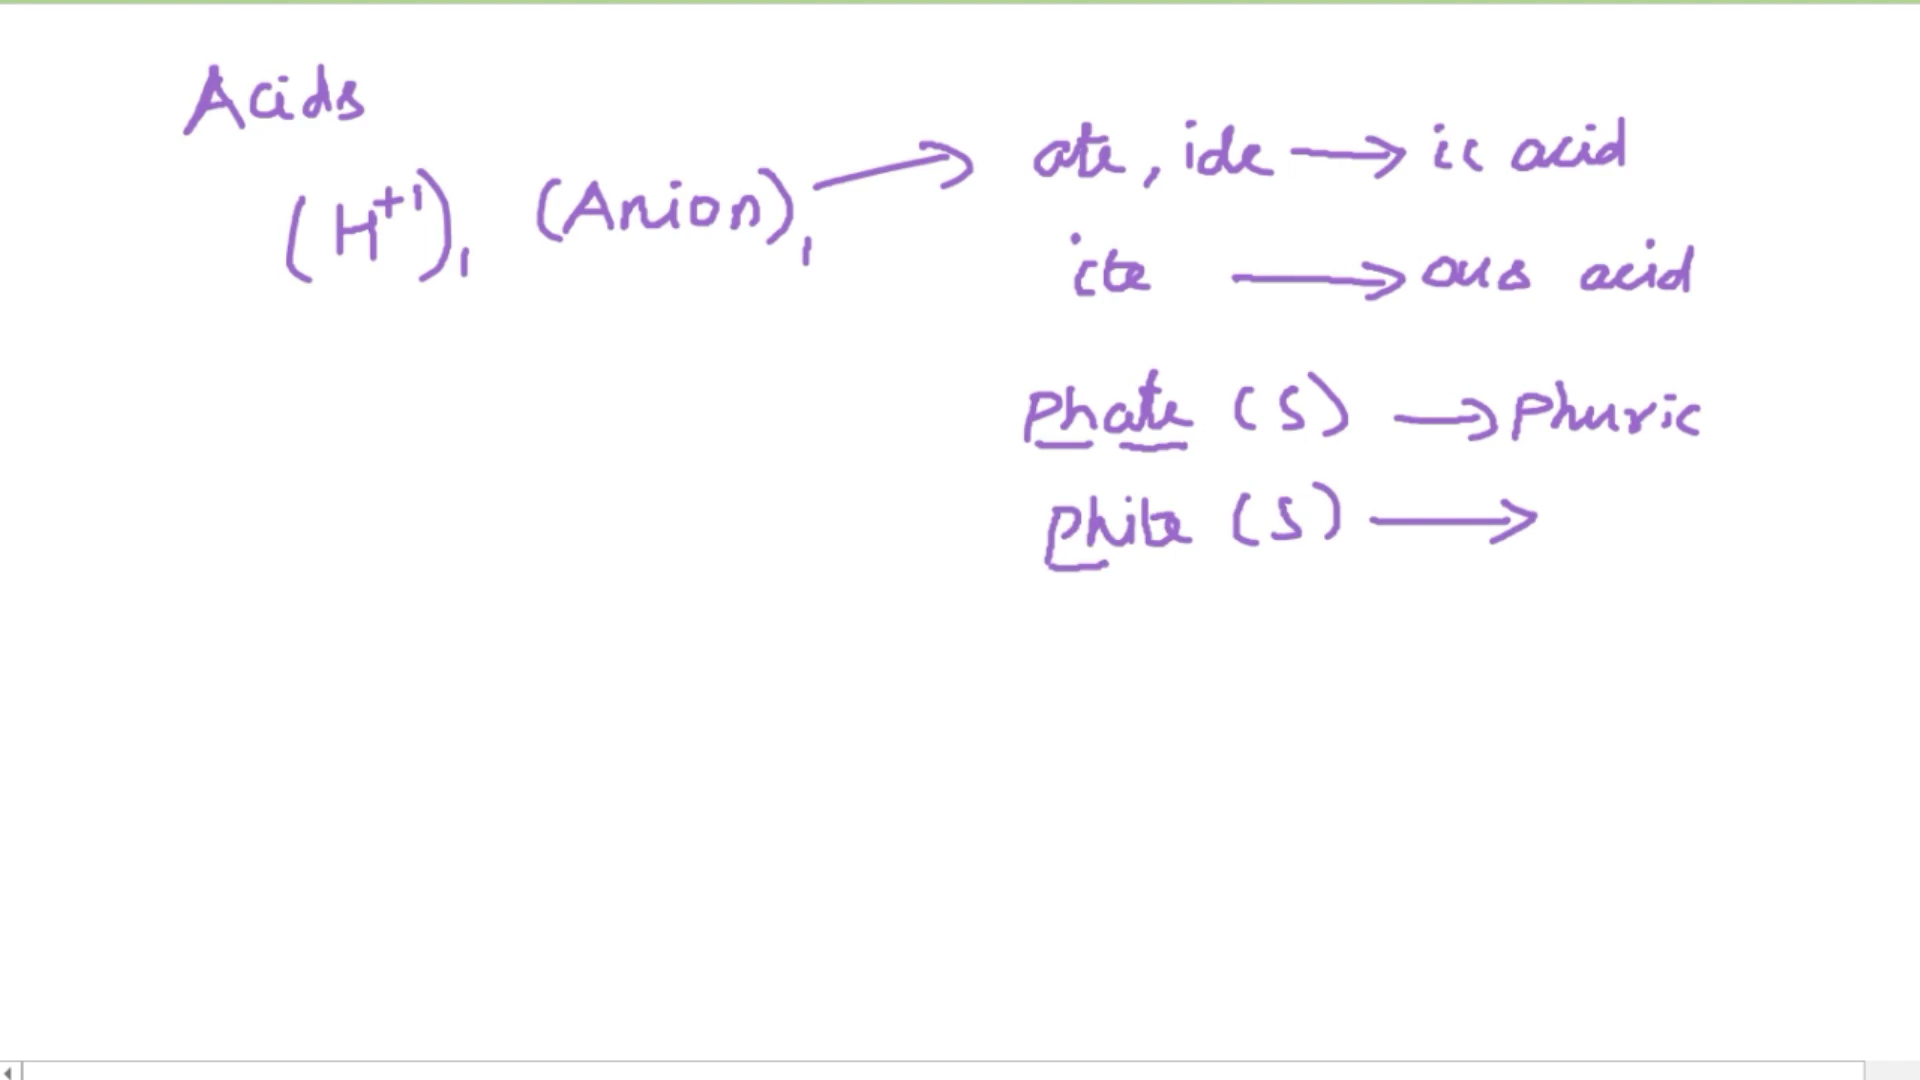 Acids
(H⁺¹)₁ (Anion)₁ → ate, ide → ic acid
ite → ous acid
phate (S) → phuric
phite (S) →